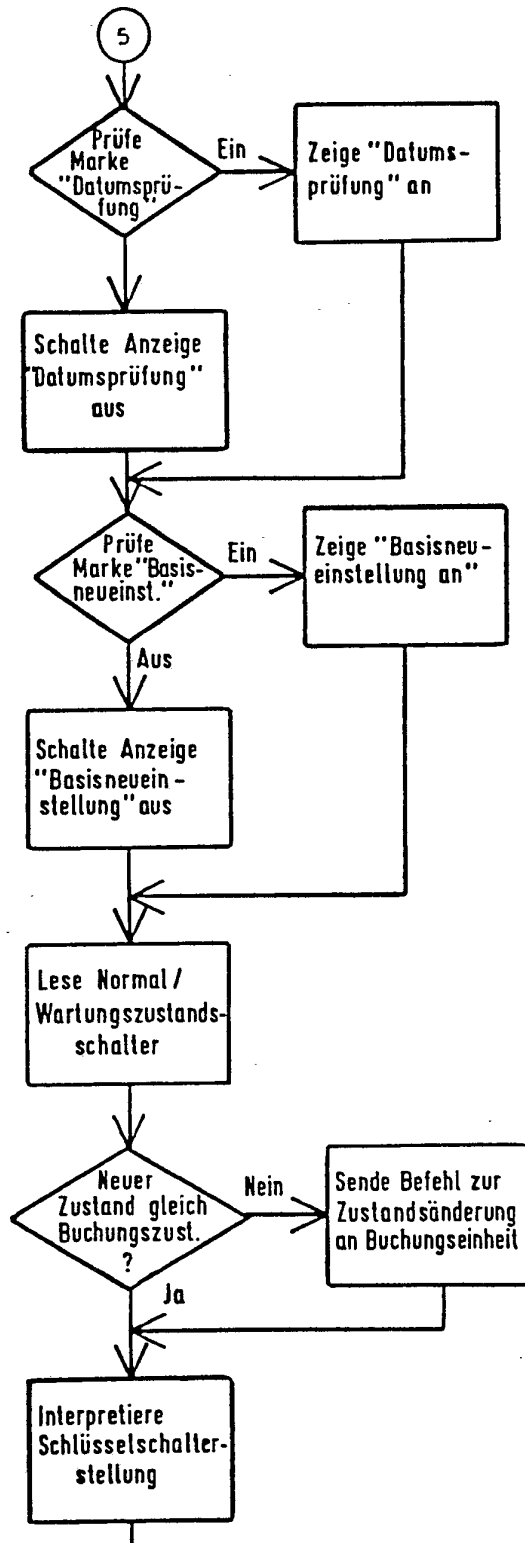 5
Prüfe
Marke
"Datumsprü-
fung"
Ein
Zeige "Datums-
prüfung" an
Schalte Anzeige
"Datumsprüfung"
aus
Prüfe
Marke "Basis-
neueinst."
Ein
Zeige "Basisneu-
einstellung an"
Aus
Schalte Anzeige
"Basisneuein-
stellung" aus
Lese Normal/
Wartungszustands-
schalter
Neuer
Zustand gleich
Buchungszust.
?
Nein
Sende Befehl zur
Zustandsänderung
an Buchungseinheit
Ja
Interpretiere
Schlüsselschalter-
stellung